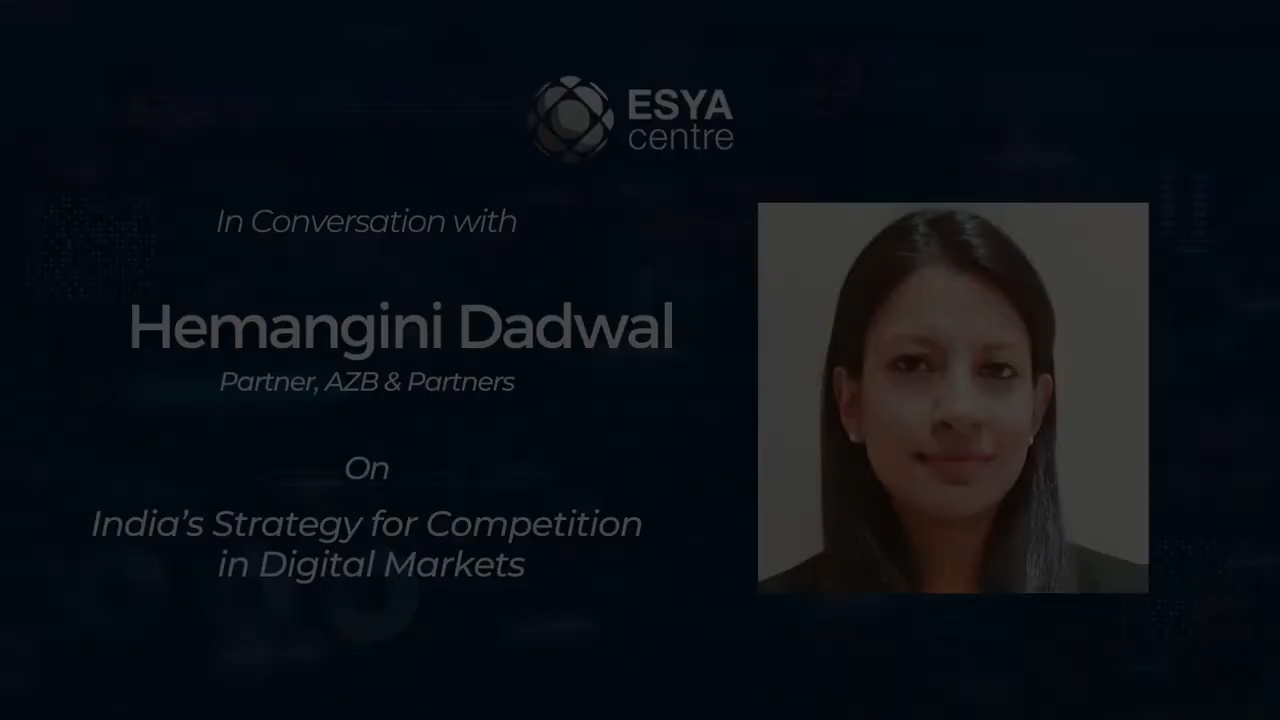 ESYA
centre
In Conversation with
Hemangini Dadwal
Partner, AZB & Partners
On
India's Strategy for Competition
in Digital Markets